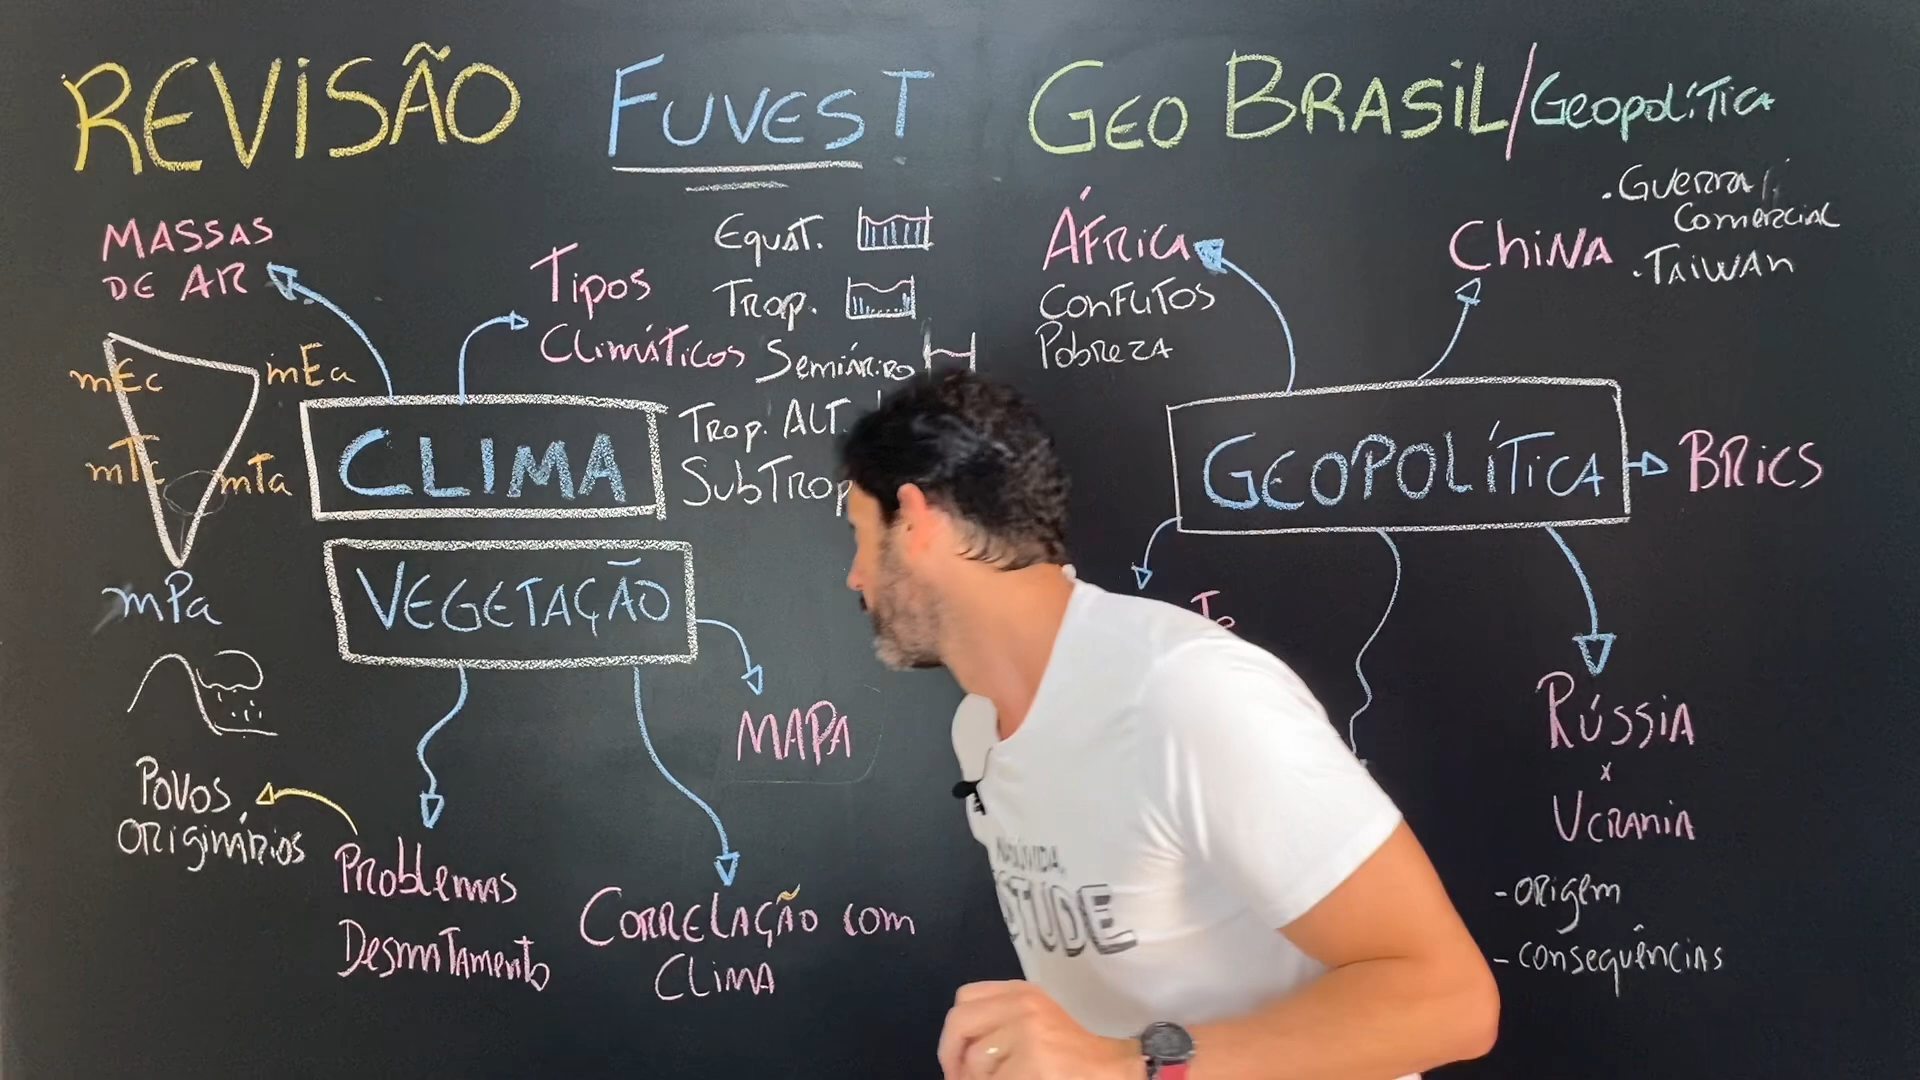 REVISÃO FUVEST GEO BRASIL/Geopolítica
MASSAS
DE AR
mEc
mEa
mTc
mTa
mPa
Tipos
Climáticos
Equat.
Trop.
Semiárido
Trop. ALT.
SubTrop
CLIMA
VEGETAÇÃO
MAPA
Povos
Originários
Problemas
Desmatamento
Correlação com
Clima
África
Conflitos
Pobreza
China
. Guerra
Comercial
. Taiwan
GEOPOLÍTICA
BRICS
Rússia
x
Ucrania
- origem
- consequências